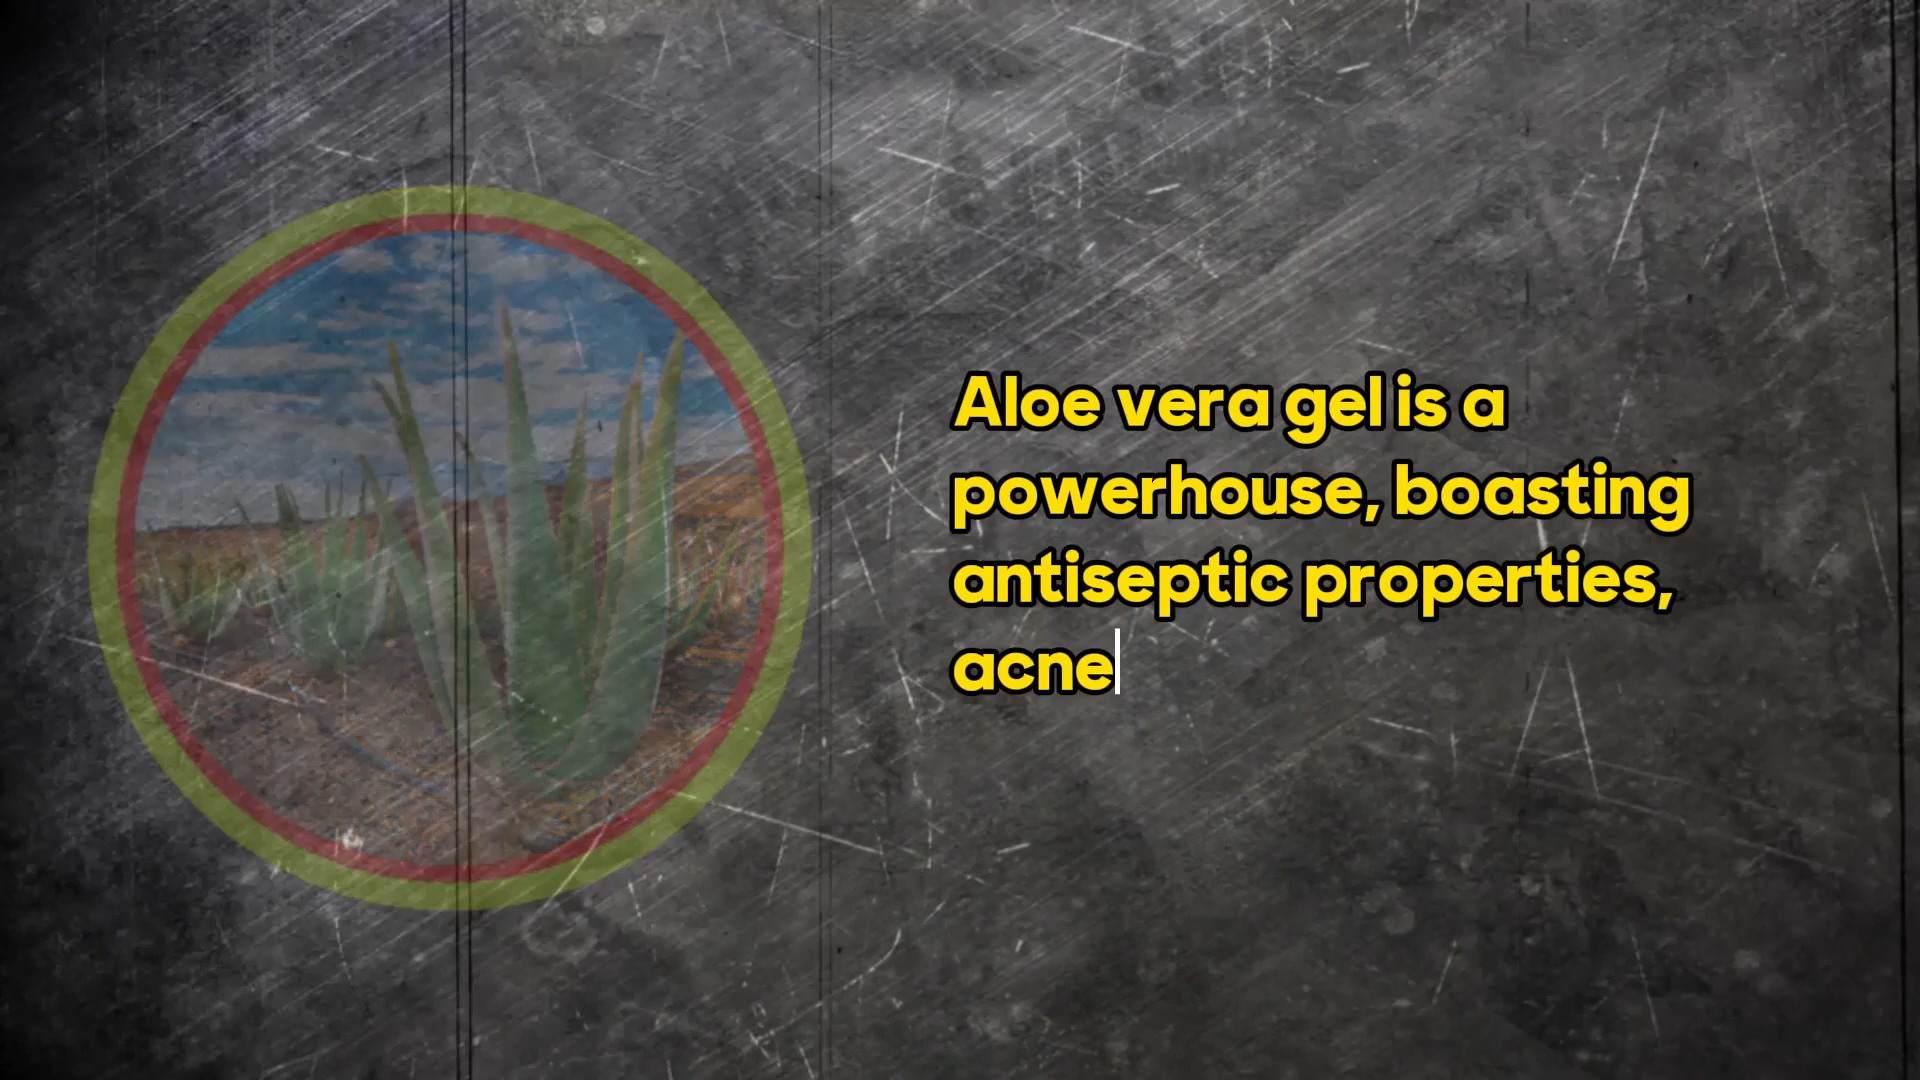 Aloe vera gel is a
powerhouse, boasting
antiseptic properties,
acne